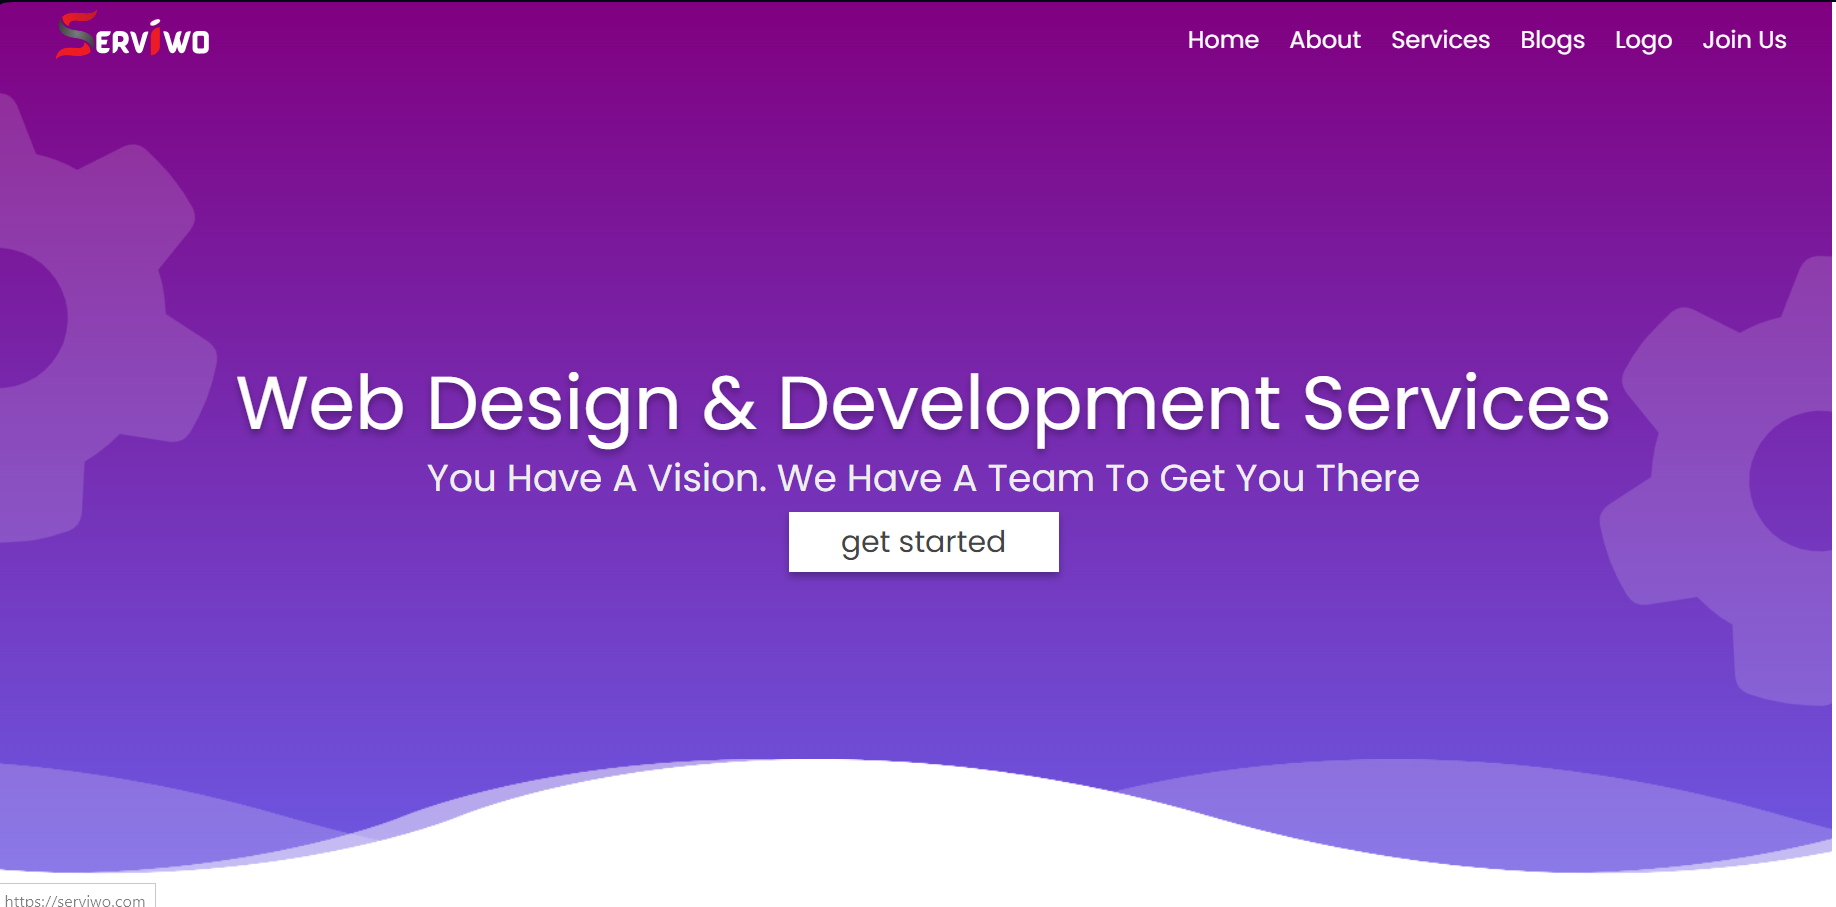 SERVIWO
Home About Services Blogs Logo Join Us
Web Design & Development Services
You Have A Vision. We Have A Team To Get You There
get started
https://serviwo.com